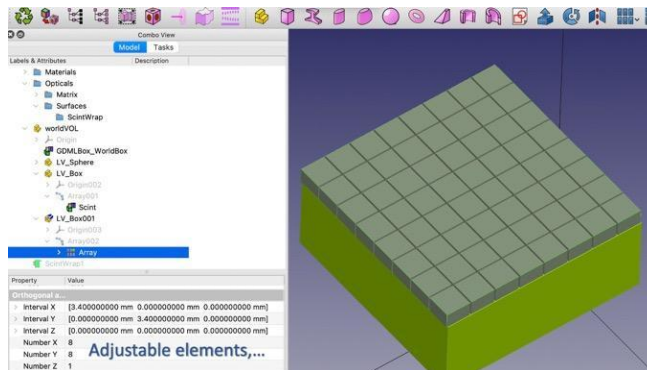 Combo View
Model Tasks
Labels & Attributes Description
Materials
Opticals
Matrix
Surfaces
ScintWrap
worldVOL
Origin
GDMLBox_WorldBox
LV_Sphere
LV_Box
Origin002
Array001
Scint
LV_Box001
Origin003
Array002
Array
ScintWrap1
Property Value
Orthogonal a...
Interval X [3.400000000 mm 0.000000000 mm 0.000000000 mm]
Interval Y [0.000000000 mm 3.400000000 mm 0.000000000 mm]
Interval Z [0.000000000 mm 0.000000000 mm 0.000000000 mm]
Number X 8
Number Y 8
Number Z 1
Adjustable elements,...